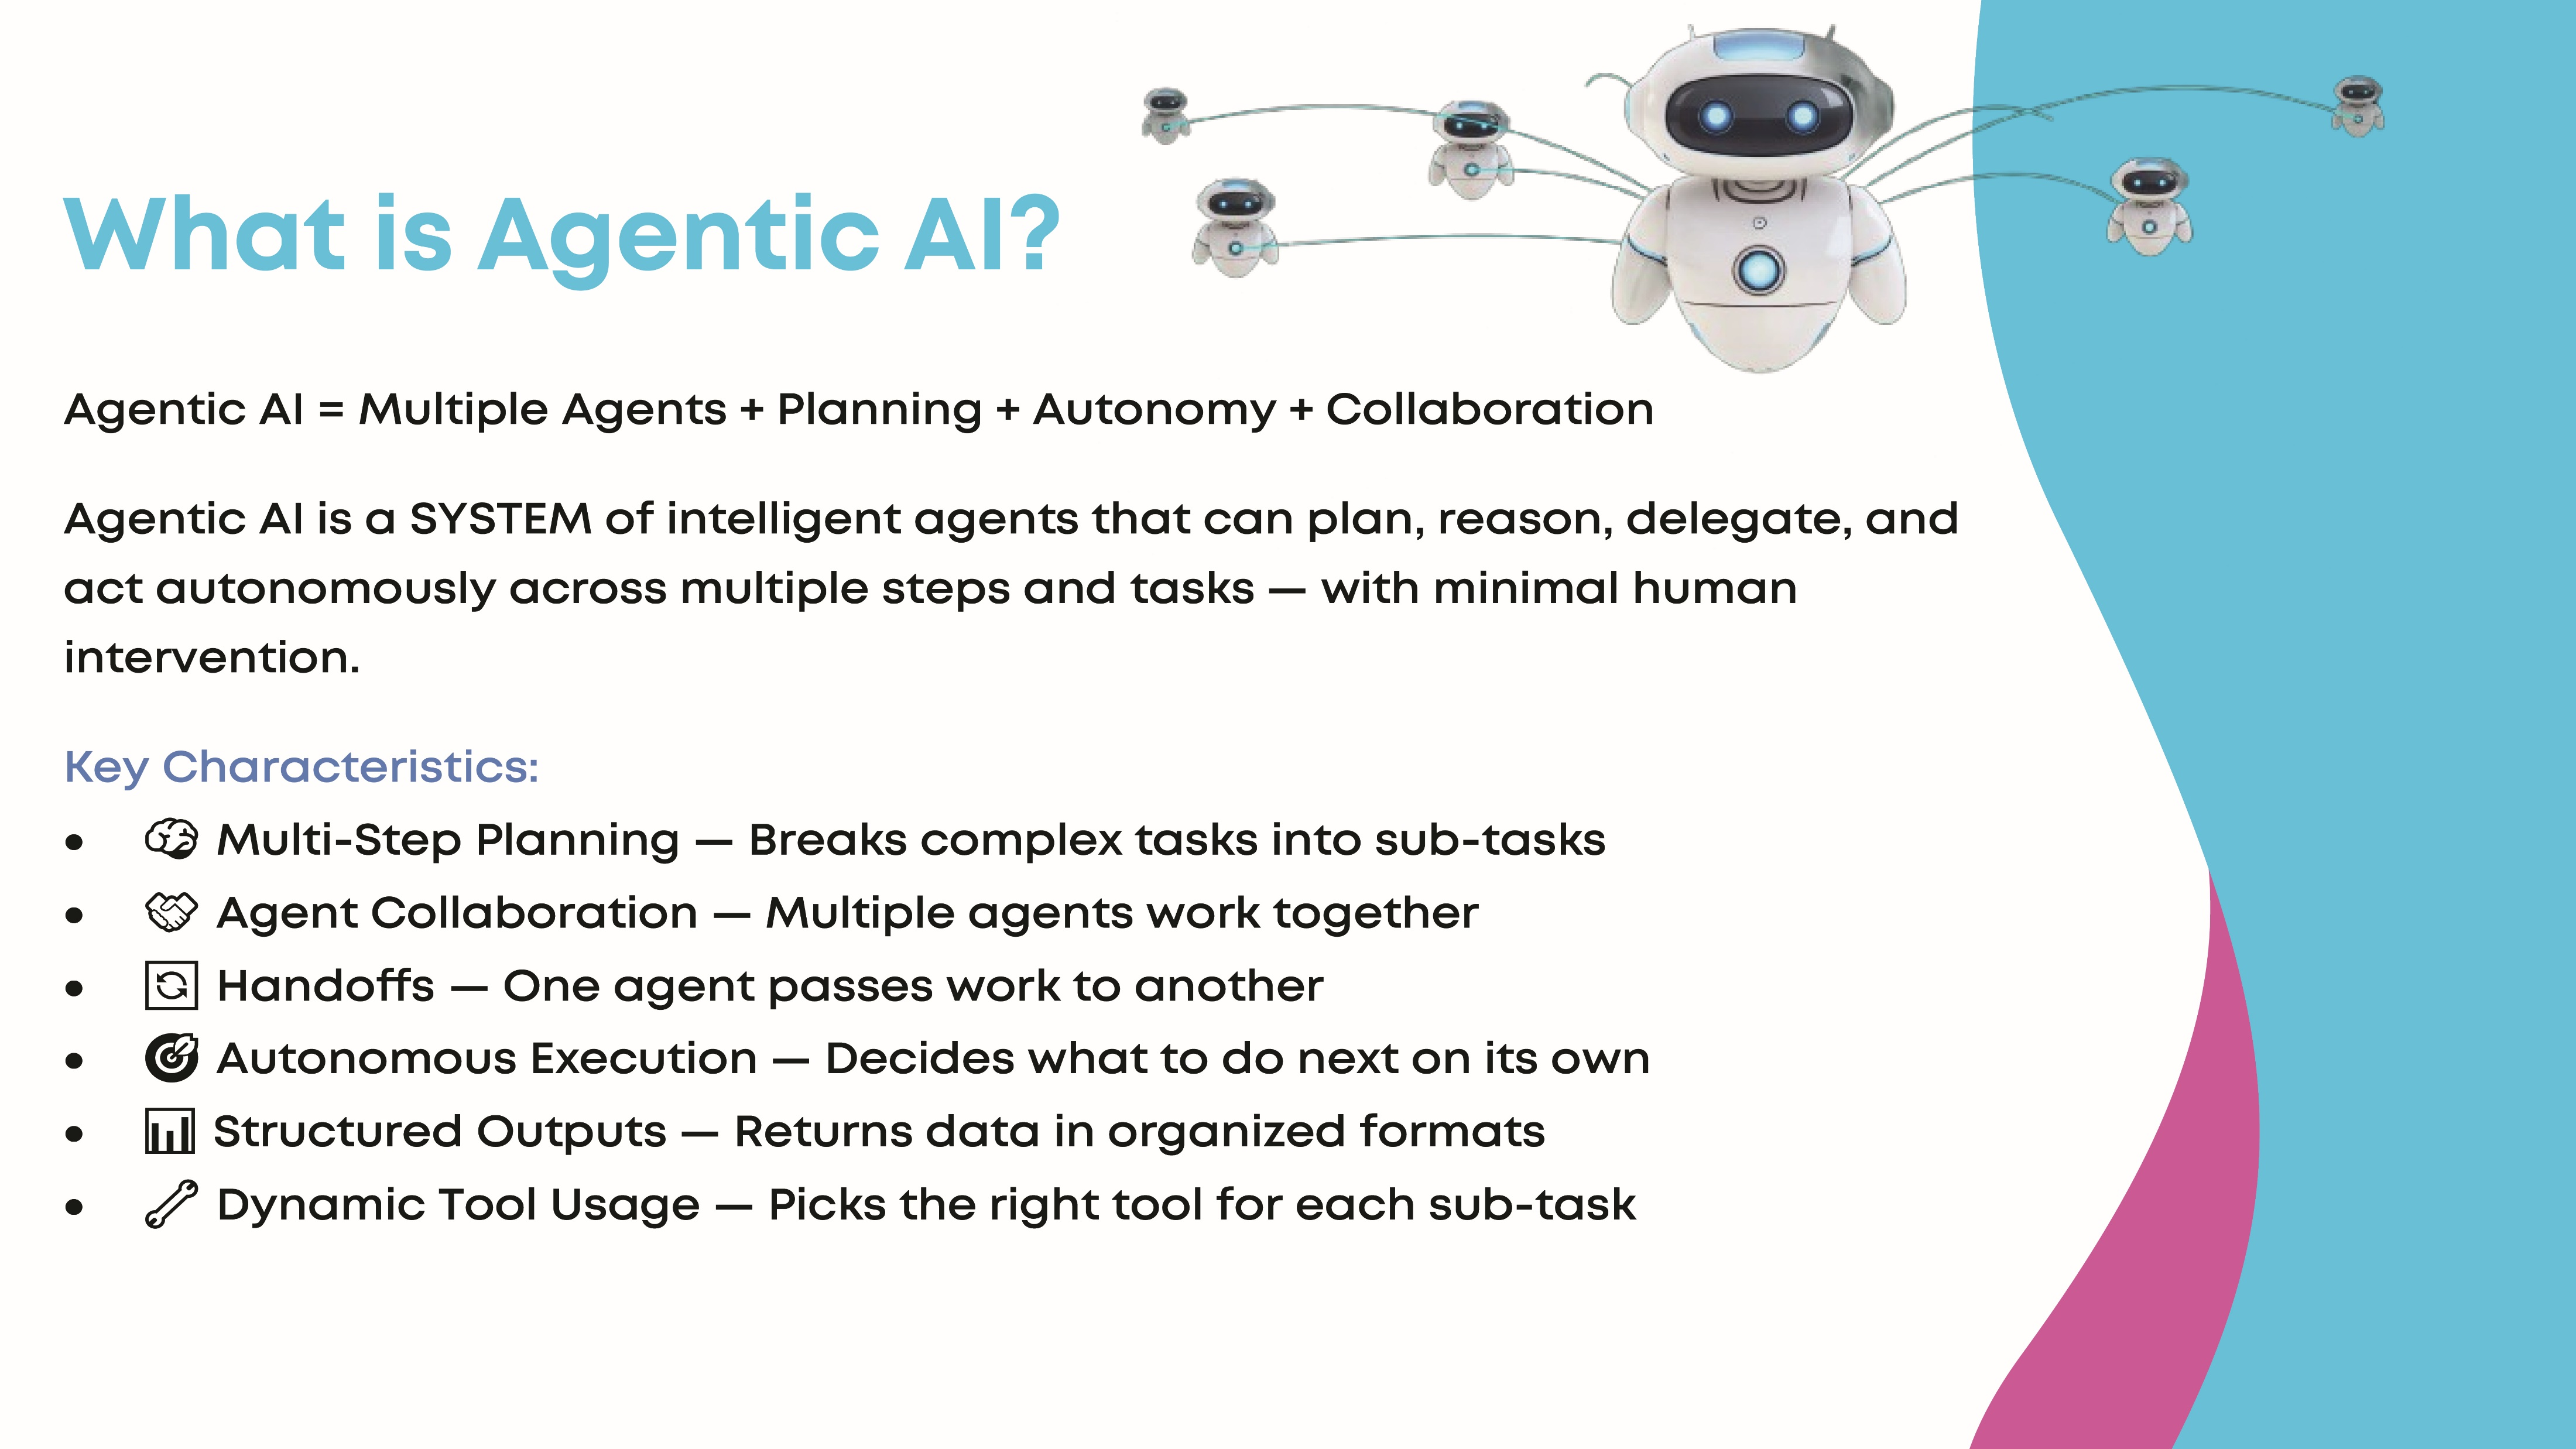 What is Agentic AI?
Agentic AI = Multiple Agents + Planning + Autonomy + Collaboration
Agentic AI is a SYSTEM of intelligent agents that can plan, reason, delegate, and
act autonomously across multiple steps and tasks — with minimal human
intervention.
Key Characteristics:
• Multi-Step Planning — Breaks complex tasks into sub-tasks
• Agent Collaboration — Multiple agents work together
• Handoffs — One agent passes work to another
• Autonomous Execution — Decides what to do next on its own
• Structured Outputs — Returns data in organized formats
• Dynamic Tool Usage — Picks the right tool for each sub-task